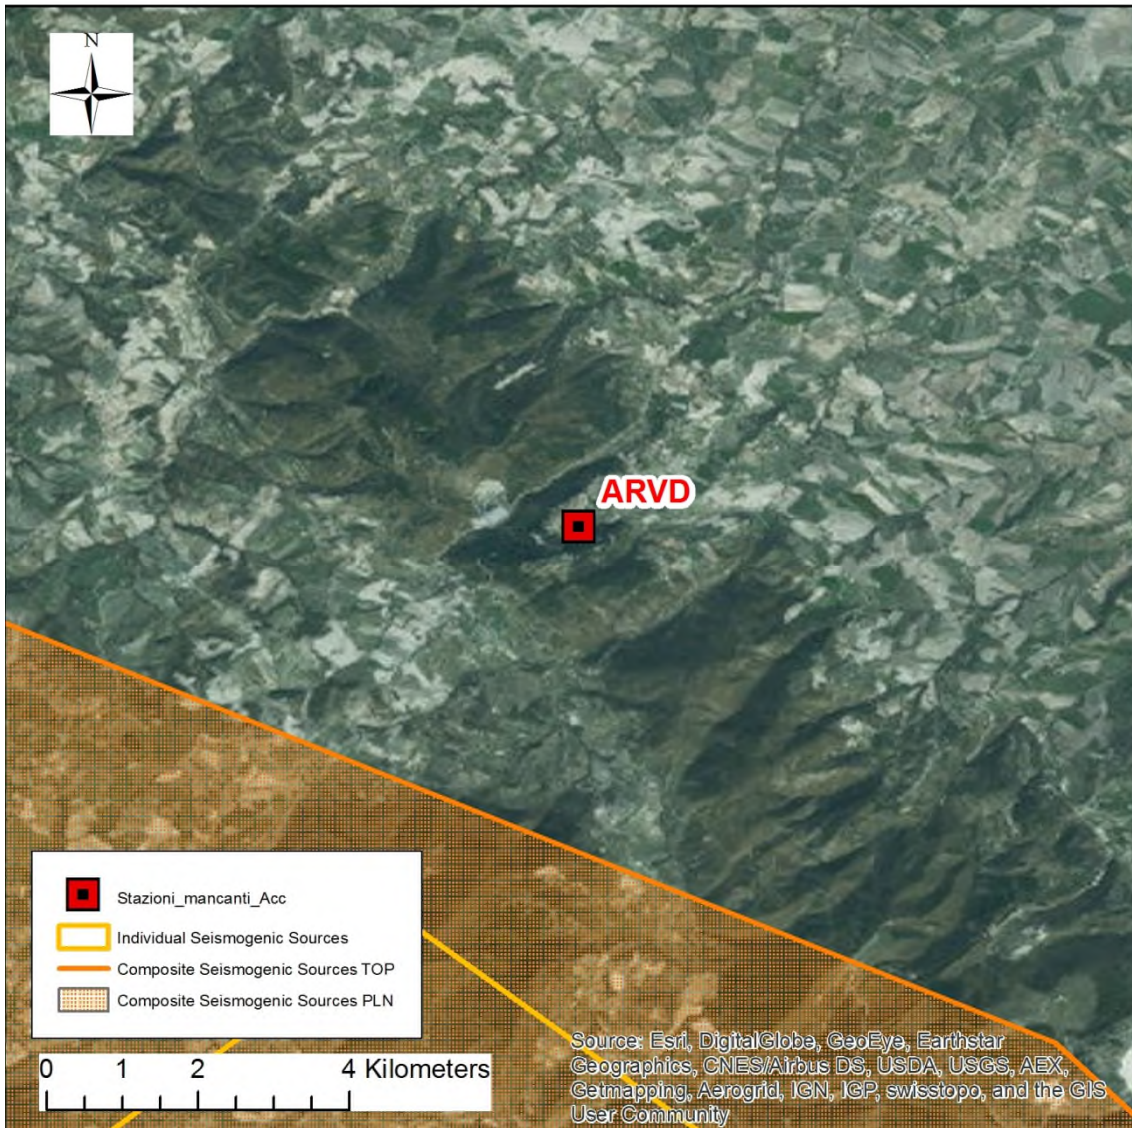 N
ARVD
Stazioni_mancanti_Acc
Individual Seismogenic Sources
Composite Seismogenic Sources TOP
Composite Seismogenic Sources PLN
0 1 2 4 Kilometers
Source: Esri, DigitalGlobe, GeoEye, Earthstar
Geographics, CNES/Airbus DS, USDA, USGS, AEX,
Getmapping, Aerogrid, IGN, IGP, swisstopo, and the GIS
User Community